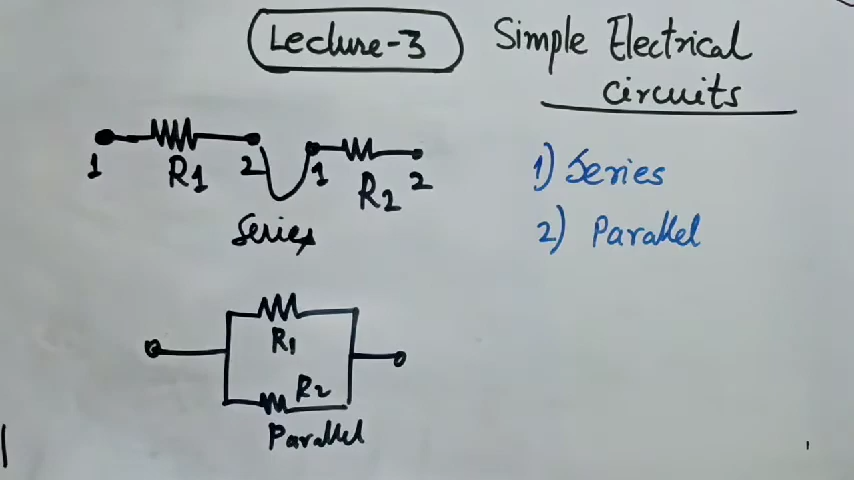 Lecture-3
Simple Electrical
Circuits
1 R1 2 1 R2 2
Series
1) Series
2) Parallel
R1
R2
Parallel